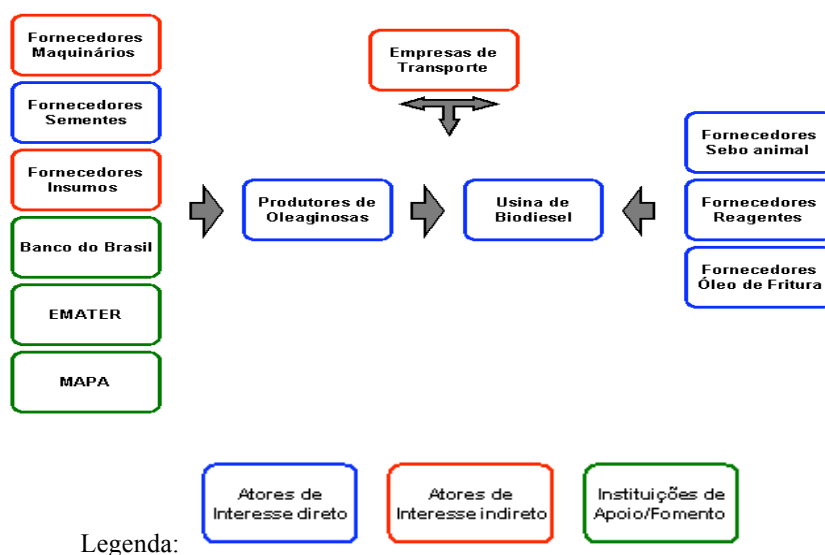 Fornecedores
Maquinários
Empresas de
Transporte
Fornecedores
Sementes
Fornecedores
Sebo animal
Fornecedores
Insumos
Produtores de
Oleaginosas
Usina de
Biodiesel
Fornecedores
Reagentes
Banco do Brasil
Fornecedores
Óleo de Fritura
EMATER
MAPA
Legenda:
Atores de
Interesse direto
Atores de
Interesse indireto
Instituições de
Apoio/Fomento